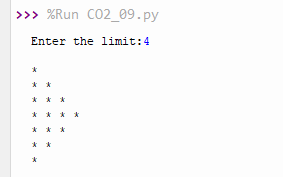 >>> %Run CO2_09.py
Enter the limit:4
*
* *
* * *
* * * *
* * *
* *
*